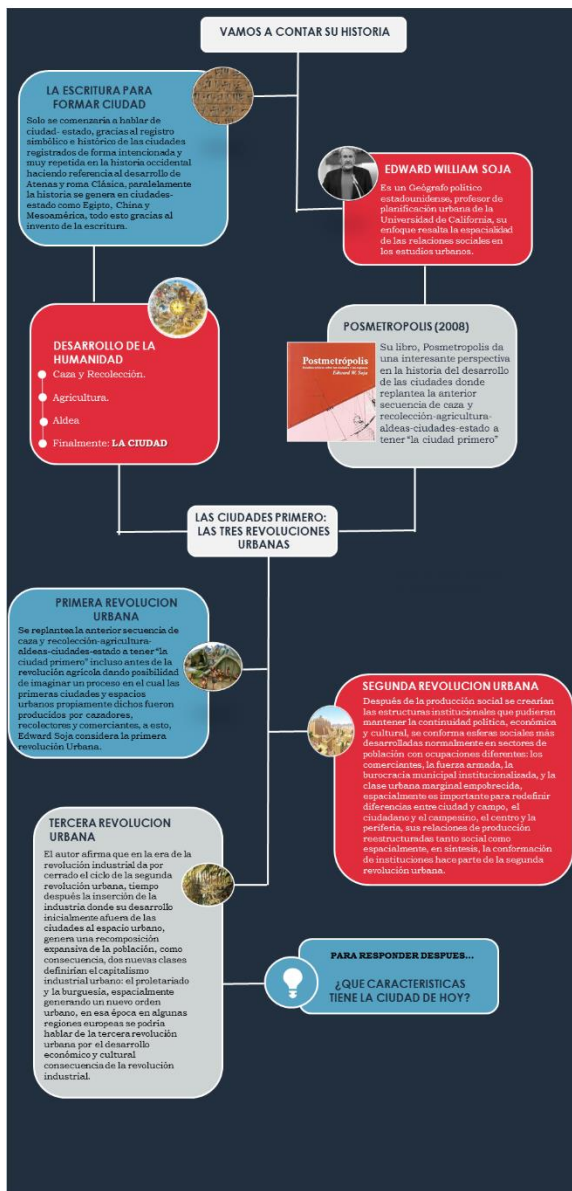 VAMOS A CONTAR SU HISTORIA
LA ESCRITURA PARA
FORMAR CIUDAD
Solo se comenzaría a hablar de
ciudad- estado, gracias al registro
simbólico e histórico de las ciudades
registrados de forma intencionada y
muy repetida en la historia occidental
haciendo referencia al desarrollo de
Atenas y roma Clásica, paralelamente
la historia se genera en ciudades-
estado como Egipto, China y
Mesoamérica, todo esto gracias al
invento de la escritura.
EDWARD WILLIAM SOJA
Es un Geógrafo político
estadounidense, profesor de
planificación urbana de la
Universidad de California, su
enfoque resalta la espacialidad
de las relaciones sociales en
los estudios urbanos.
DESARROLLO DE LA
HUMANIDAD
Caza y Recolección.
Agricultura.
Aldea
Finalmente: LA CIUDAD
POSMETROPOLIS (2008)
Postmetrópolis
Edward W. Soja
Su libro, Posmetropolis da
una interesante perspectiva
en la historia del desarrollo
de las ciudades donde
replantea la anterior
secuencia de caza y
recolección-agricultura-
aldeas-ciudades-estado a
tener “la ciudad primero”
LAS CIUDADES PRIMERO:
LAS TRES REVOLUCIONES
URBANAS
PRIMERA REVOLUCION
URBANA
Se replantea la anterior secuencia de
caza y recolección-agricultura-
aldeas-ciudades-estado a tener “la
ciudad primero” incluso antes de la
revolución agrícola dando posibilidad
de imaginar un proceso en el cual las
primeras ciudades y espacios
urbanos propiamente dichos fueron
producidos por cazadores,
recolectores y comerciantes, a esto,
Edward Soja considera la primera
revolución Urbana.
SEGUNDA REVOLUCION URBANA
Después de la producción social se crearían
las estructuras institucionales que pudieran
mantener la continuidad política, económica
y cultural, se conforma esferas sociales más
desarrolladas normalmente en sectores de
población con ocupaciones diferentes: los
comerciantes, la fuerza armada, la
burocracia municipal institucionalizada, y la
clase urbana marginal empobrecida,
espacialmente es importante para redefinir
diferencias entre ciudad y campo, el
ciudadano y el campesino, el centro y la
periferia, sus relaciones de producción
reestructuradas tanto social como
espacialmente, en síntesis, la conformación
de instituciones hace parte de la segunda
revolución urbana.
TERCERA REVOLUCION
URBANA
El autor afirma que en la era de la
revolución industrial da por
cerrado el ciclo de la segunda
revolución urbana, tiempo
después la inserción de la
industria donde su desarrollo
inicialmente afuera de las
ciudades al espacio urbano,
genera una recomposición
expansiva de la población, como
consecuencia, dos nuevas clases
definirían el capitalismo
industrial urbano: el proletariado
y la burguesía, espacialmente
generando un nuevo orden
urbano, en esa época en algunas
regiones europeas se podría
hablar de la tercera revolución
urbana por el desarrollo
económico y cultural
consecuencia de la revolución
industrial.
PARA RESPONDER DESPUES...
¿QUE CARACTERISTICAS
TIENE LA CIUDAD DE HOY?